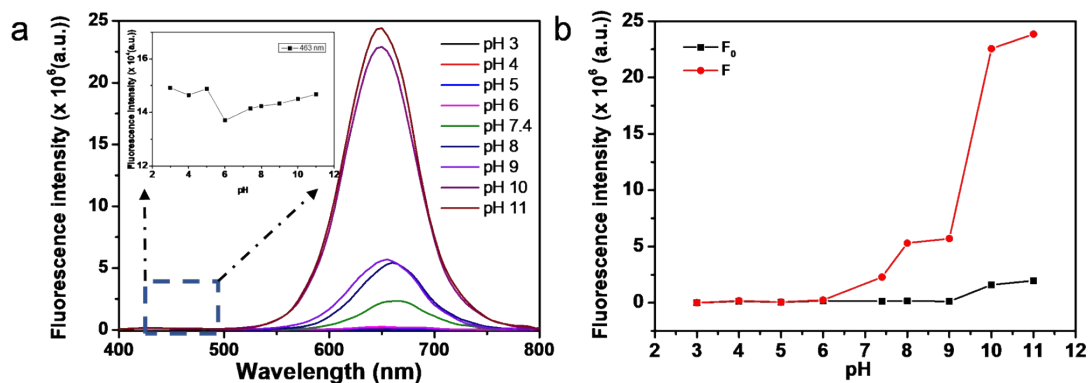 a
Fluorescence intensity (x 10⁶(a.u.))
25
20
15
10
5
0
400
500
600
700
800
Wavelength (nm)
pH 3
pH 4
pH 5
pH 6
pH 7.4
pH 8
pH 9
pH 10
pH 11
Fluorescence intensity (x 10⁴(a.u.))
16
14
12
2
4
6
8
10
12
pH
463 nm
b
Fluorescence intensity (x 10⁶ (a.u.))
25
20
15
10
5
0
2
3
4
5
6
7
8
9
10
11
12
pH
F₀
F